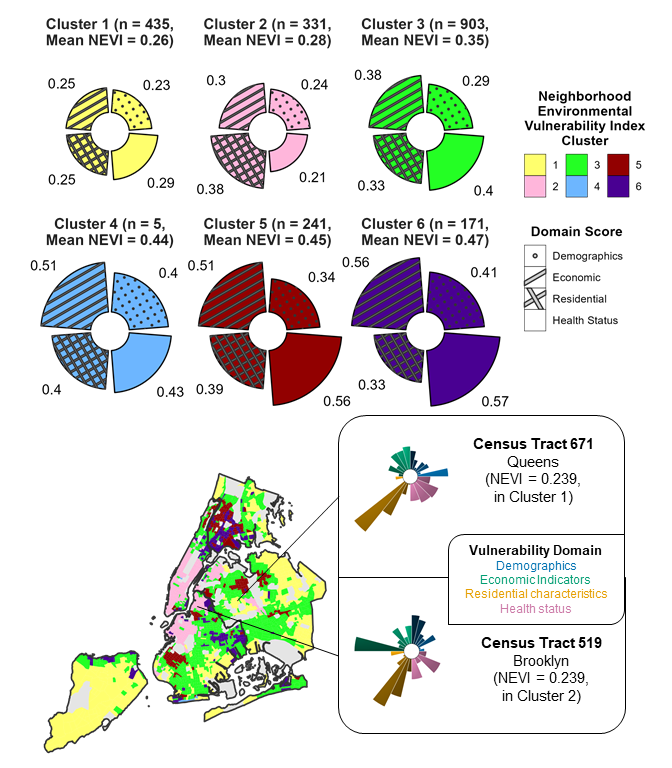 Cluster 1 (n = 435,
Mean NEVI = 0.26)
Cluster 2 (n = 331,
Mean NEVI = 0.28)
Cluster 3 (n = 903,
Mean NEVI = 0.35)
0.25
0.23
0.25
0.29
0.3
0.24
0.38
0.21
0.38
0.29
0.33
0.4
Neighborhood
Environmental
Vulnerability Index
Cluster
1
3
5
2
4
6
Cluster 4 (n = 5,
Mean NEVI = 0.44)
Cluster 5 (n = 241,
Mean NEVI = 0.45)
Cluster 6 (n = 171,
Mean NEVI = 0.47)
0.51
0.4
0.4
0.43
0.51
0.34
0.39
0.56
0.56
0.41
0.33
0.57
Domain Score
Demographics
Economic
Residential
Health Status
Census Tract 671
Queens
(NEVI = 0.239,
in Cluster 1)
Vulnerability Domain
Demographics
Economic Indicators
Residential characteristics
Health status
Census Tract 519
Brooklyn
(NEVI = 0.239,
in Cluster 2)